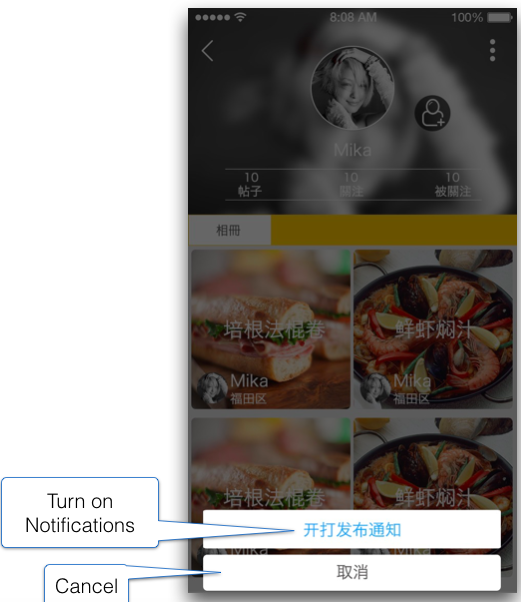 8:08 AM
100%
Mika
10
帖子
10
關注
10
被關注
相冊
培根法棍卷
Mika
福田区
鲜虾焖汁
Mika
福田区
培根法棍卷
鲜虾焖汁
Turn on
Notifications
开打发布通知
Cancel
取消